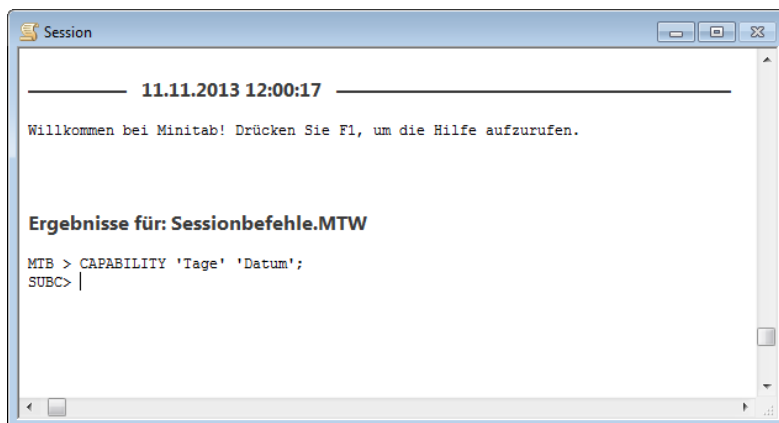 Session
11.11.2013 12:00:17
Willkommen bei Minitab! Drücken Sie F1, um die Hilfe aufzurufen.
Ergebnisse für: Sessionbefehle.MTW
MTB > CAPABILITY 'Tage' 'Datum';
SUBC>